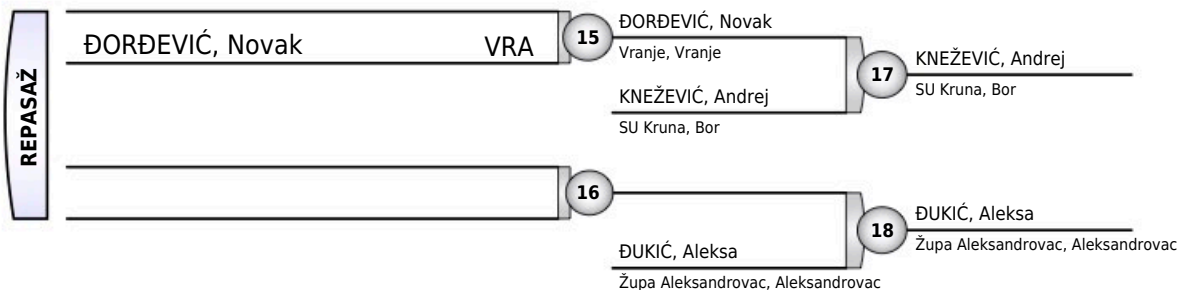 REPASAŽ
ĐORĐEVIĆ, Novak VRA
15
ĐORĐEVIĆ, Novak
Vranje, Vranje
KNEŽEVIĆ, Andrej
SU Kruna, Bor
17
KNEŽEVIĆ, Andrej
SU Kruna, Bor
16
ĐUKIĆ, Aleksa
Župa Aleksandrovac, Aleksandrovac
18
ĐUKIĆ, Aleksa
Župa Aleksandrovac, Aleksandrovac